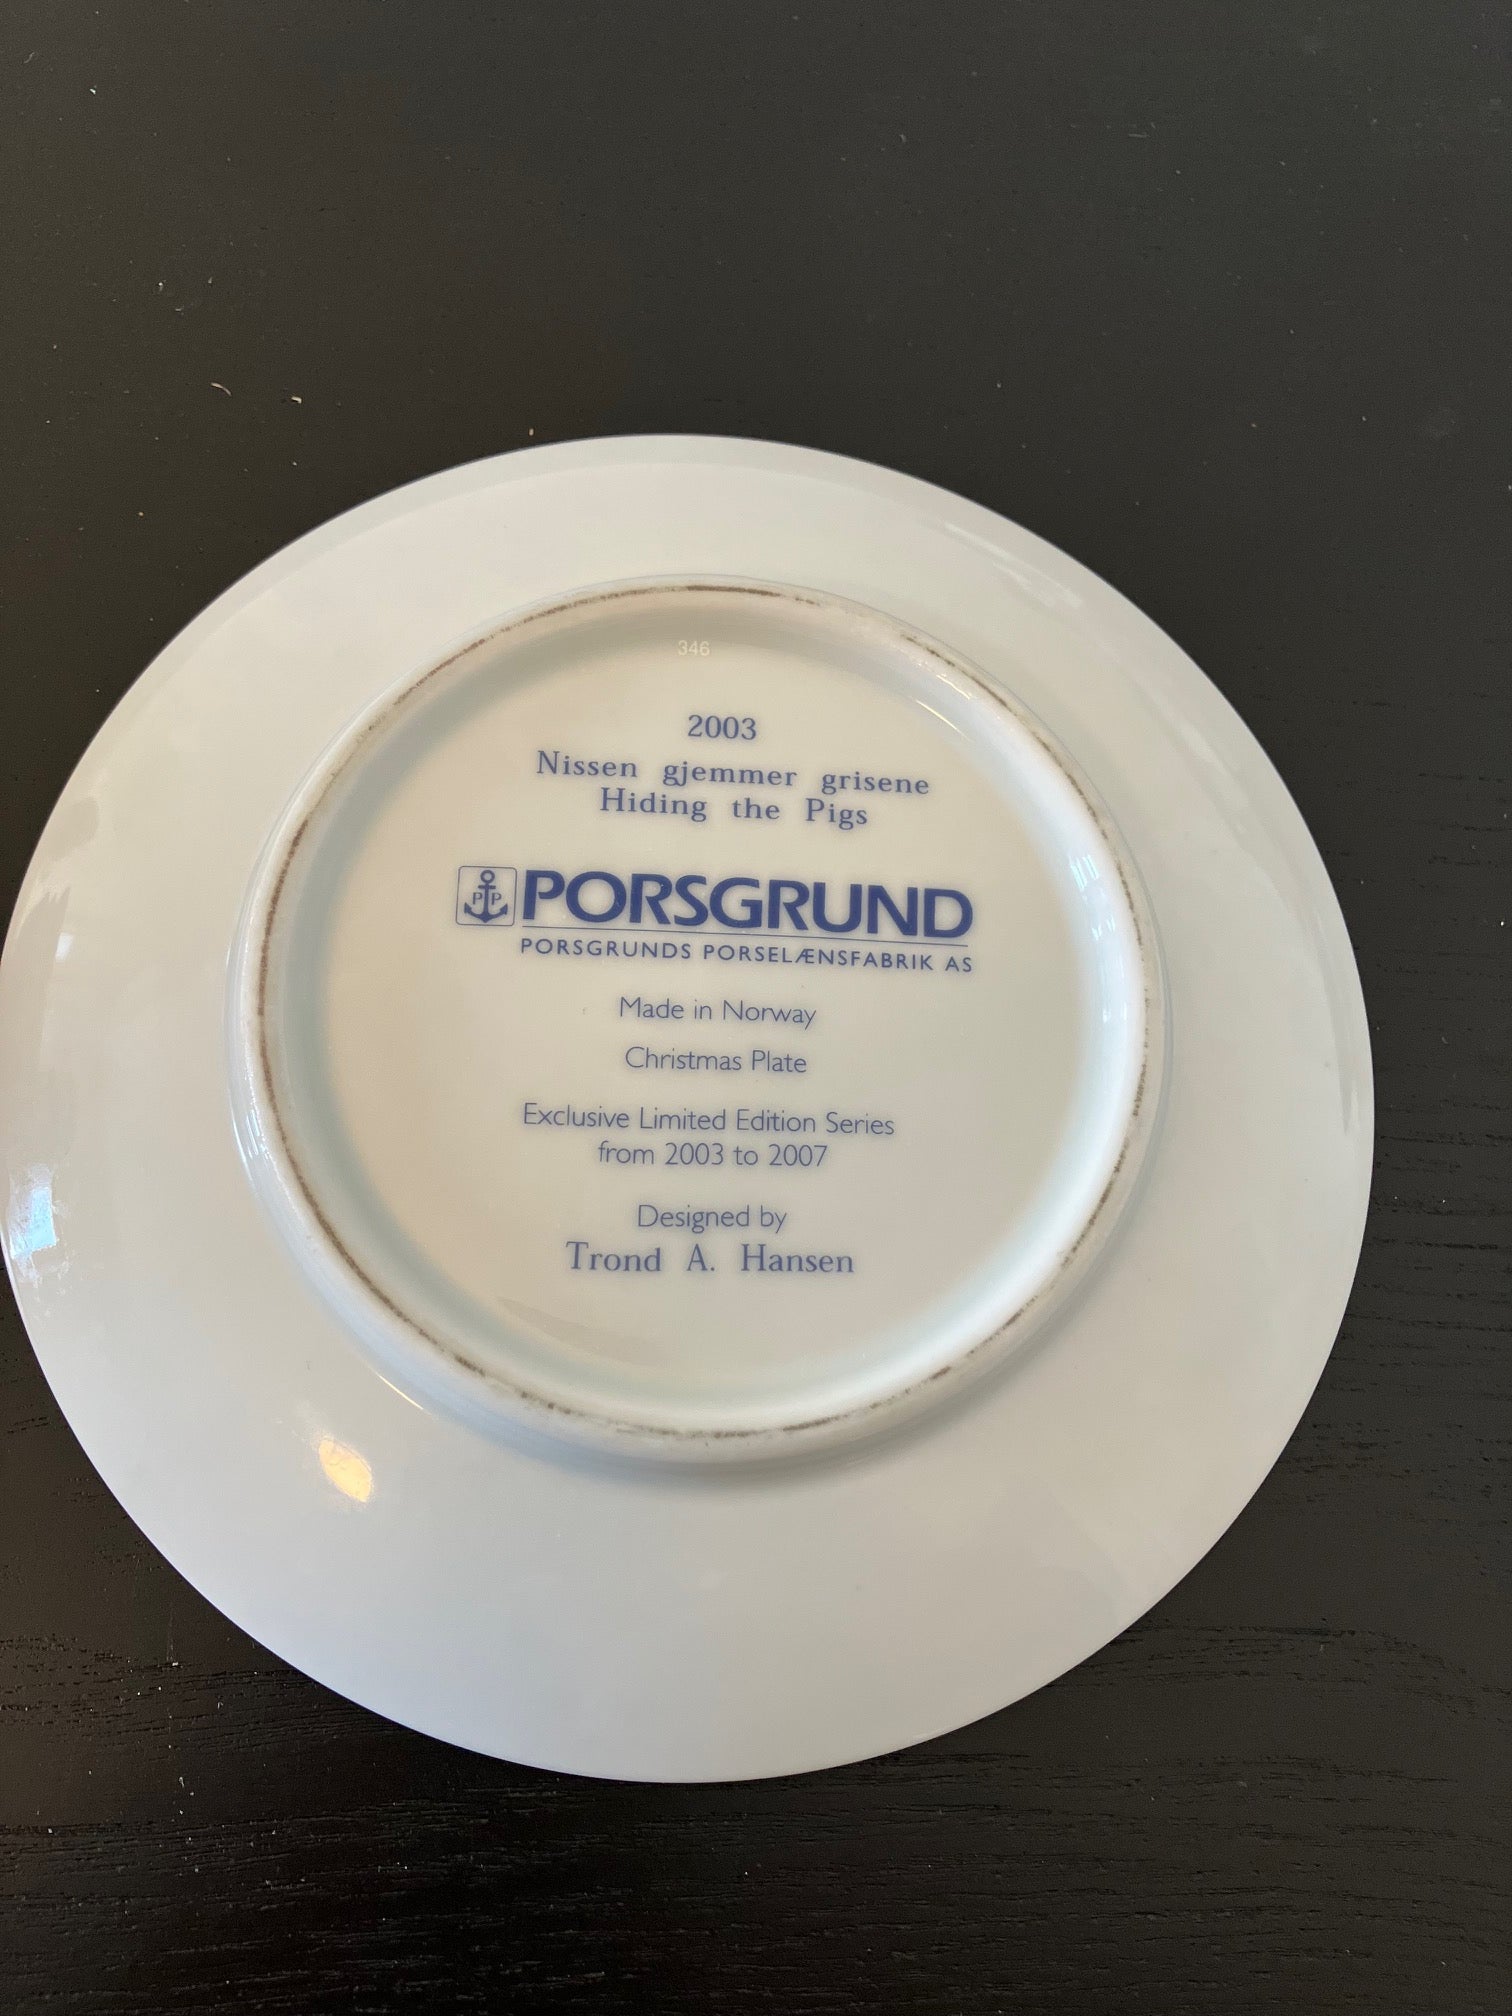 346
2003
Nissen gjemmer grisene
Hiding the Pigs
PP PORSGRUND
PORSGRUNDS PORSELÆNSFABRIK AS
Made in Norway
Christmas Plate
Exclusive Limited Edition Series
from 2003 to 2007
Designed by
Trond A. Hansen